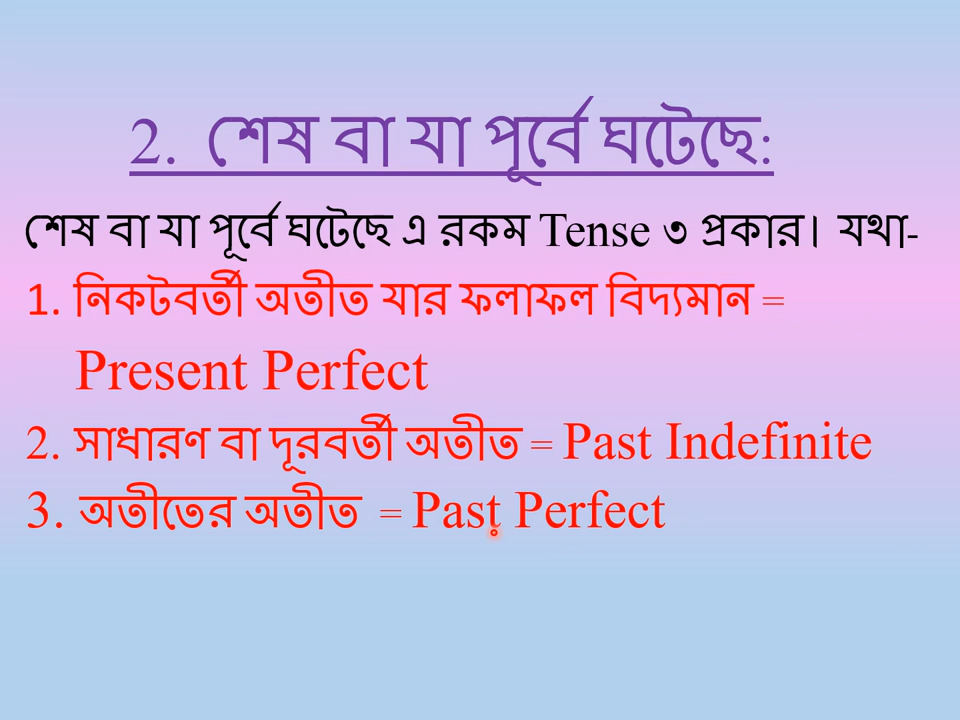 2. শেষ বা যা পূর্বে ঘটেছে:
শেষ বা যা পূর্বে ঘটেছে এ রকম Tense ৩ প্রকার। যথা-
1. নিকটবর্তী অতীত যার ফলাফল বিদ্যমান =
Present Perfect
2. সাধারণ বা দূরবর্তী অতীত = Past Indefinite
3. অতীতের অতীত = Past Perfect